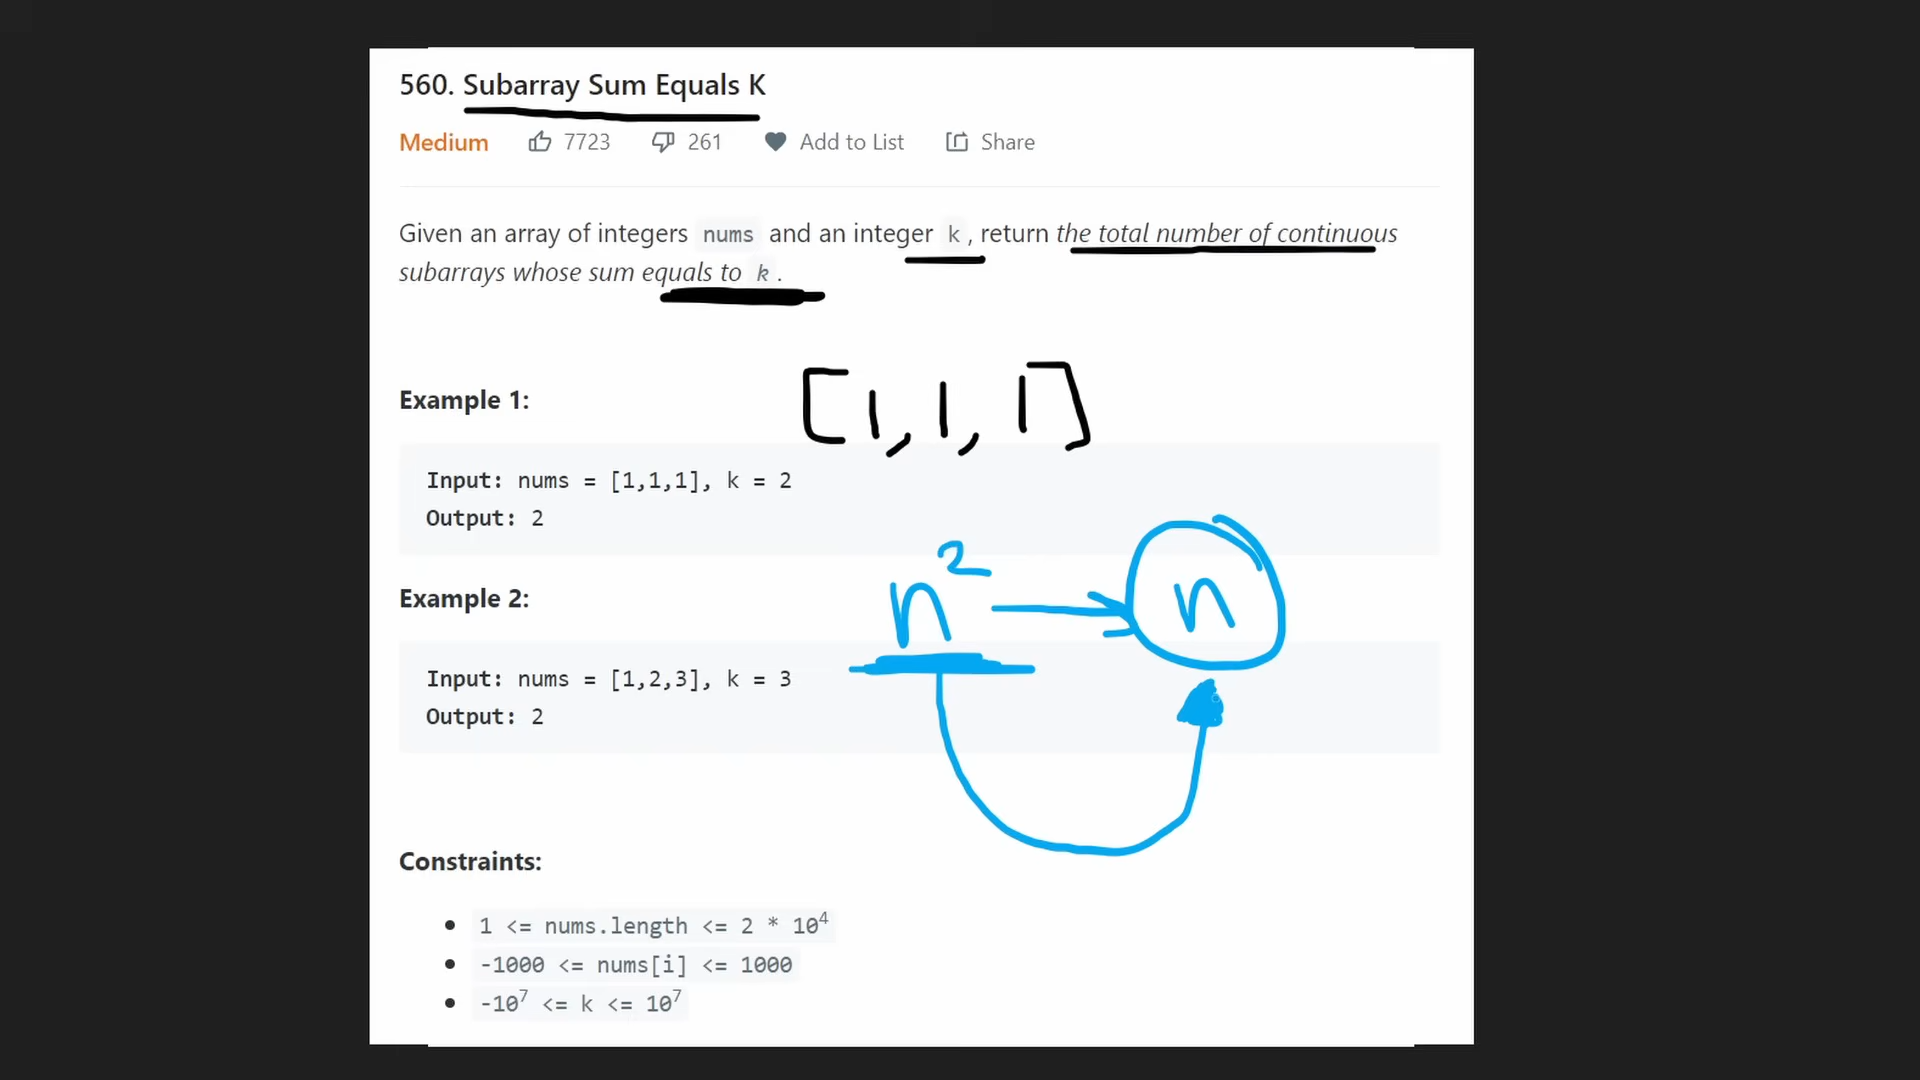 560. Subarray Sum Equals K
Medium 7723 261 Add to List Share
Given an array of integers nums and an integer k, return the total number of continuous
subarrays whose sum equals to k.
[1,1,1]
Example 1:
Input: nums = [1,1,1], k = 2
Output: 2
n² → n
Example 2:
Input: nums = [1,2,3], k = 3
Output: 2
Constraints:
• 1 <= nums.length <= 2 * 10⁴
• -1000 <= nums[i] <= 1000
• -10⁷ <= k <= 10⁷